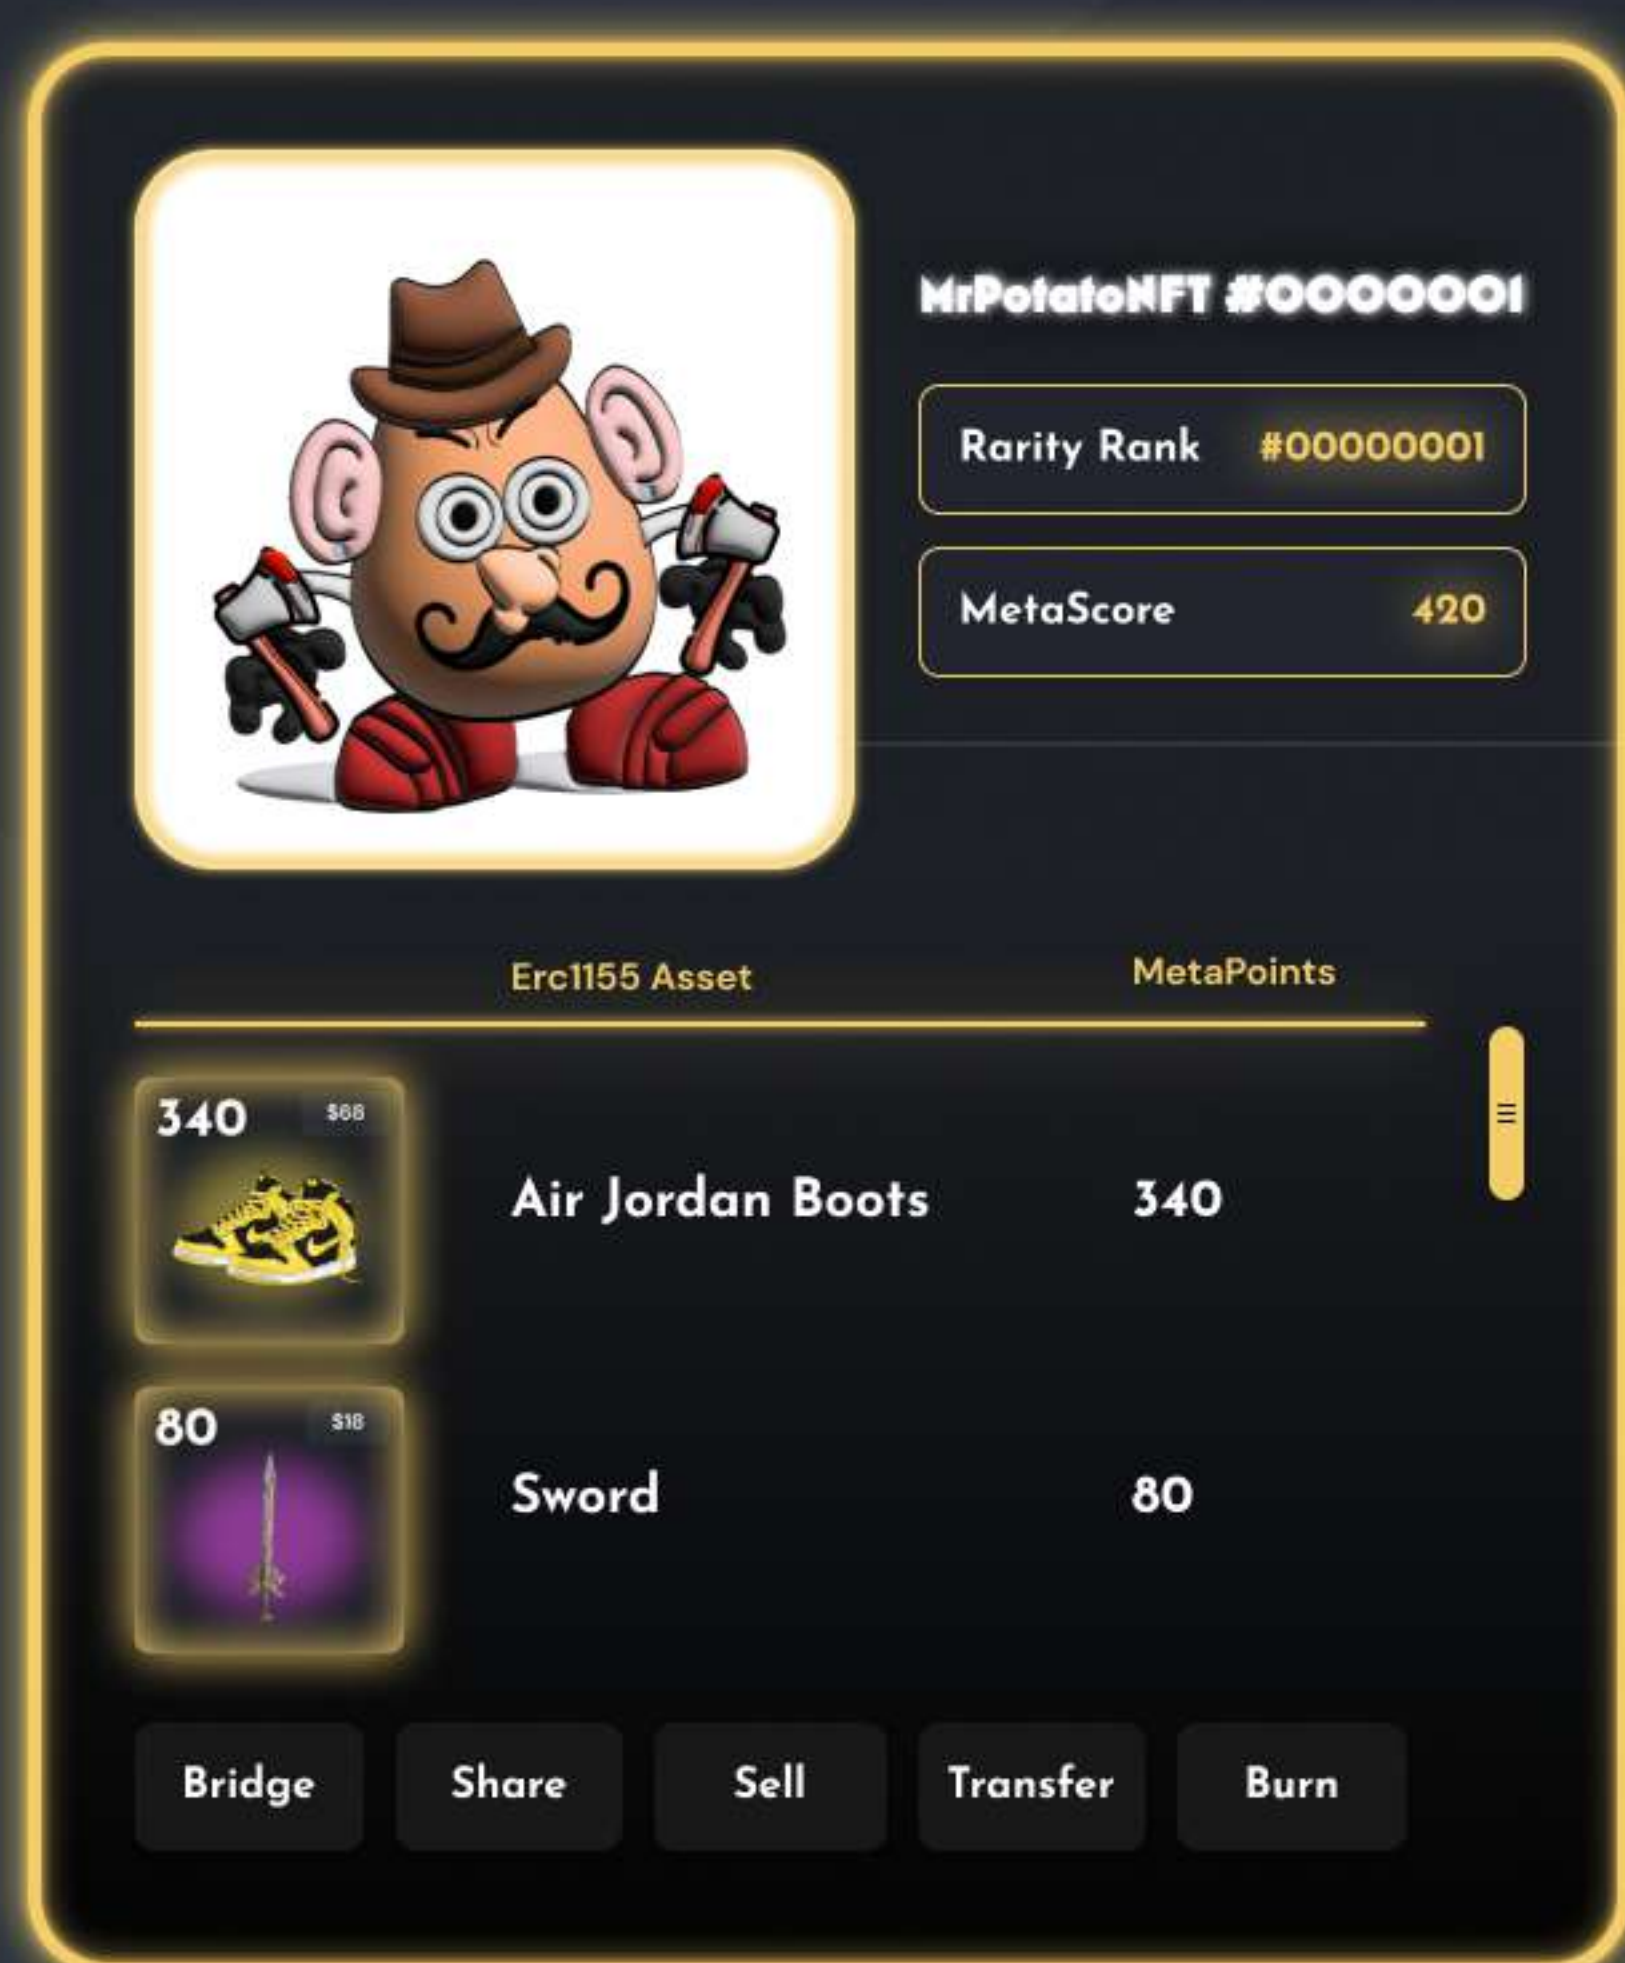 MrPotatoNFT #0000001
Rarity Rank #00000001
MetaScore 420
Erc1155 Asset MetaPoints
340 $68
Air Jordan Boots 340
80 $18
Sword 80
Bridge Share Sell Transfer Burn